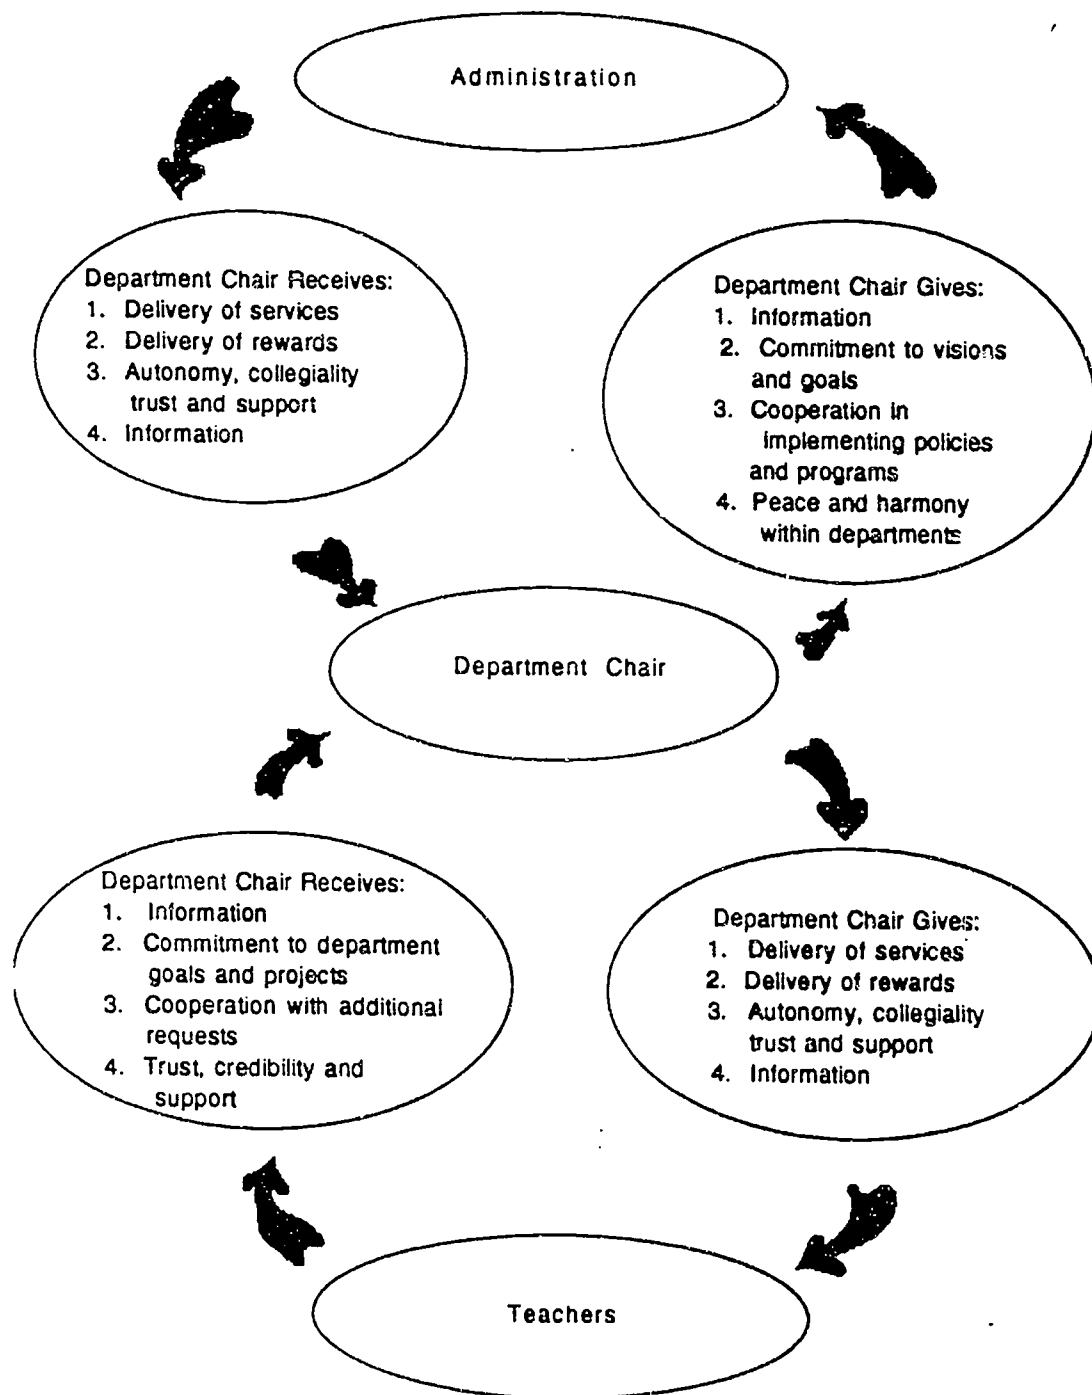 Administration
Department Chair Receives:
1. Delivery of services
2. Delivery of rewards
3. Autonomy, collegiality
trust and support
4. Information
Department Chair Gives:
1. Information
2. Commitment to visions
and goals
3. Cooperation in
implementing policies
and programs
4. Peace and harmony
within departments
Department Chair
Department Chair Receives:
1. Information
2. Commitment to department
goals and projects
3. Cooperation with additional
requests
4. Trust, credibility and
support
Department Chair Gives:
1. Delivery of services
2. Delivery of rewards
3. Autonomy, collegiality
trust and support
4. Information
Teachers